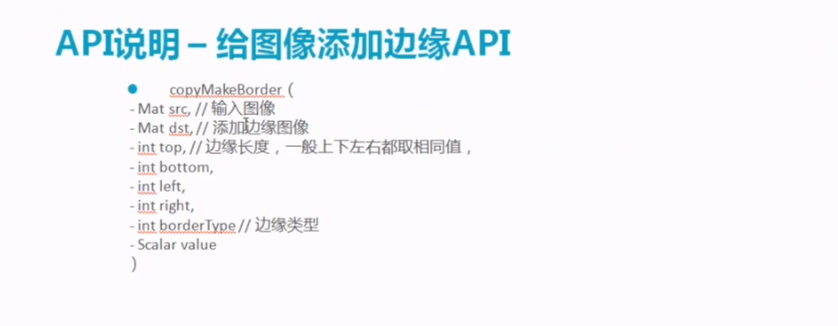 API说明 – 给图像添加边缘API
● copyMakeBorder（
- Mat src, // 输入图像
- Mat dst, // 添加边缘图像
- int top, // 边缘长度，一般上下左右都取相同值，
- int bottom,
- int left,
- int right,
- int borderType // 边缘类型
- Scalar value
）